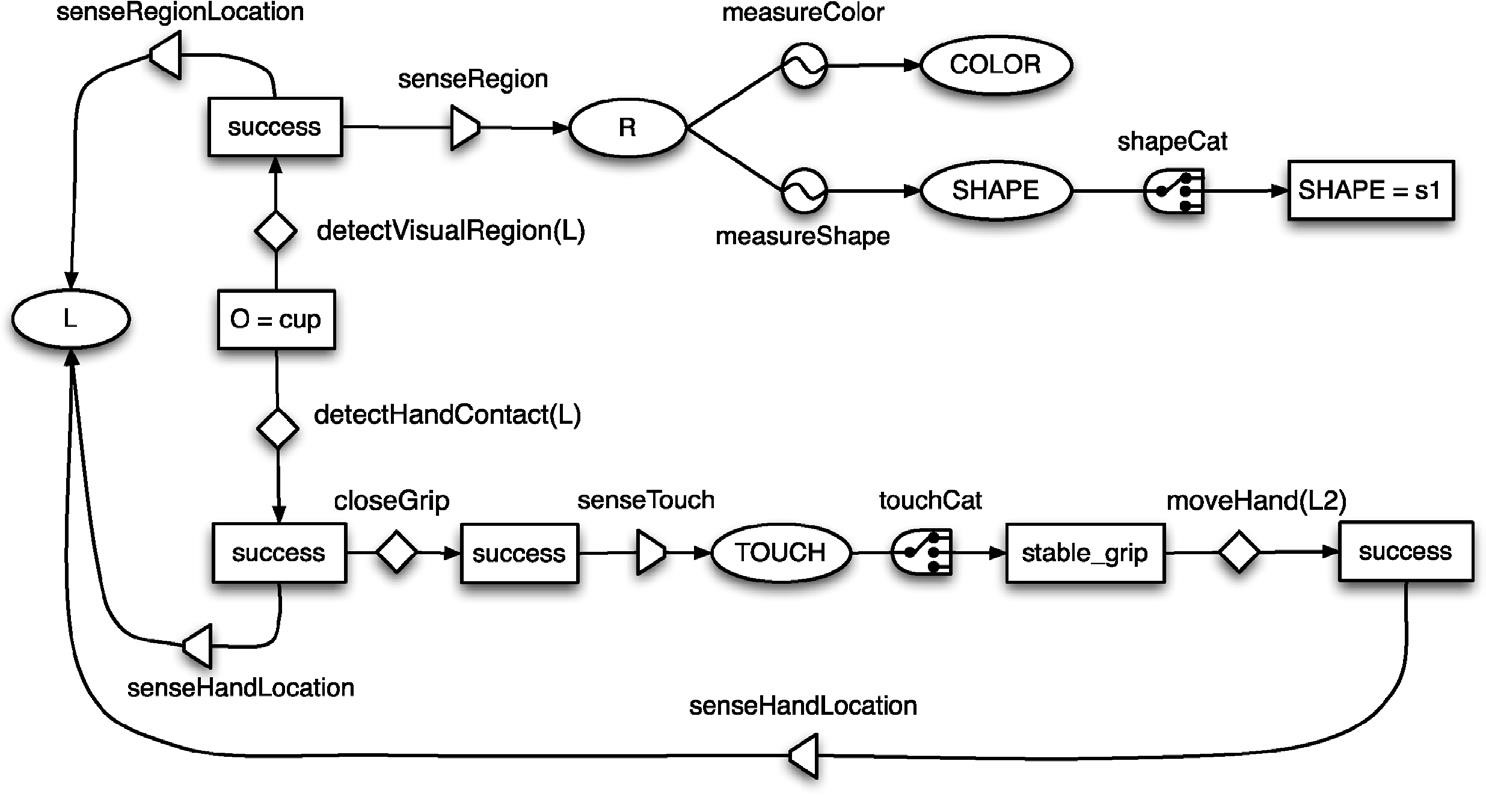 senseRegionLocation
measureColor
senseRegion
COLOR
success
R
shapeCat
SHAPE
SHAPE = s1
measureShape
detectVisualRegion(L)
L
O = cup
detectHandContact(L)
closeGrip
senseTouch
touchCat
moveHand(L2)
success
success
TOUCH
stable_grip
success
senseHandLocation
senseHandLocation